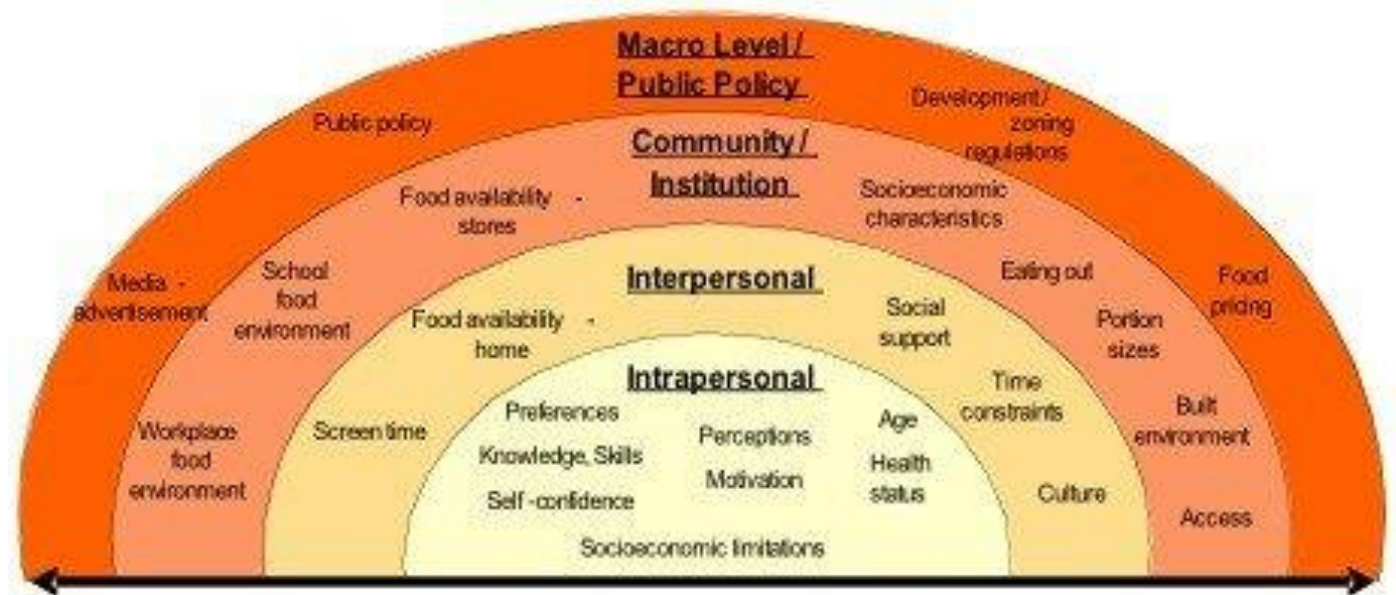 Macro Level /
Public Policy
Public policy
Development /
zoning
regulations
Media -
advertisement
Food
pricing
Community /
Institution
Food availability -
stores
Socioeconomic
characteristics
School
food
environment
Eating out
Portion
sizes
Workplace
food
environment
Built
environment
Access
Interpersonal
Food availability -
home
Social
support
Screen time
Time
constraints
Culture
Intrapersonal
Preferences
Perceptions
Age
Knowledge, Skills
Motivation
Health
status
Self -confidence
Socioeconomic limitations